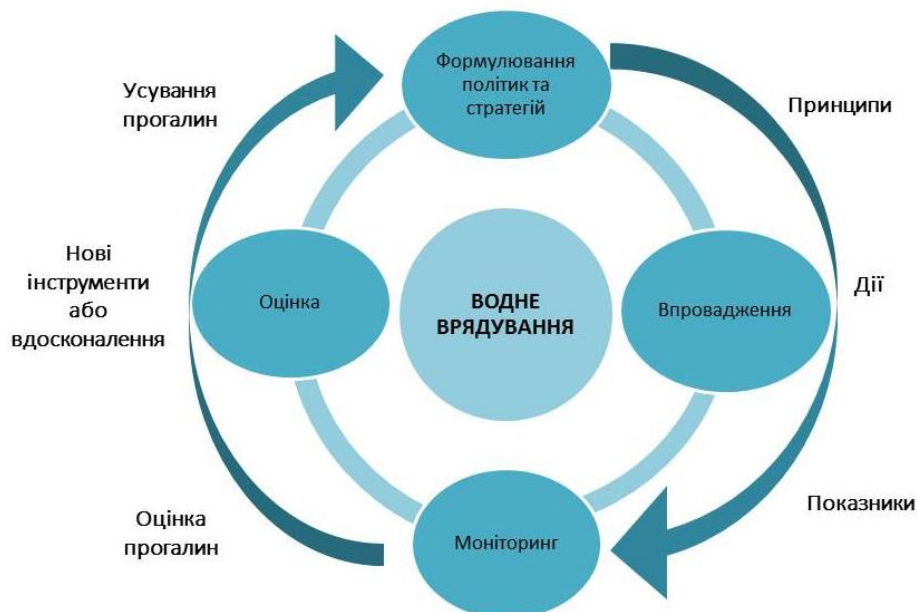 Формулювання
політик та
стратегій
Усування
прогалин
Принципи
Нові
інструменти
або
вдосконалення
Оцінка
ВОДНЕ
ВРЯДУВАННЯ
Впровадження
Дії
Оцінка
прогалин
Моніторинг
Показники